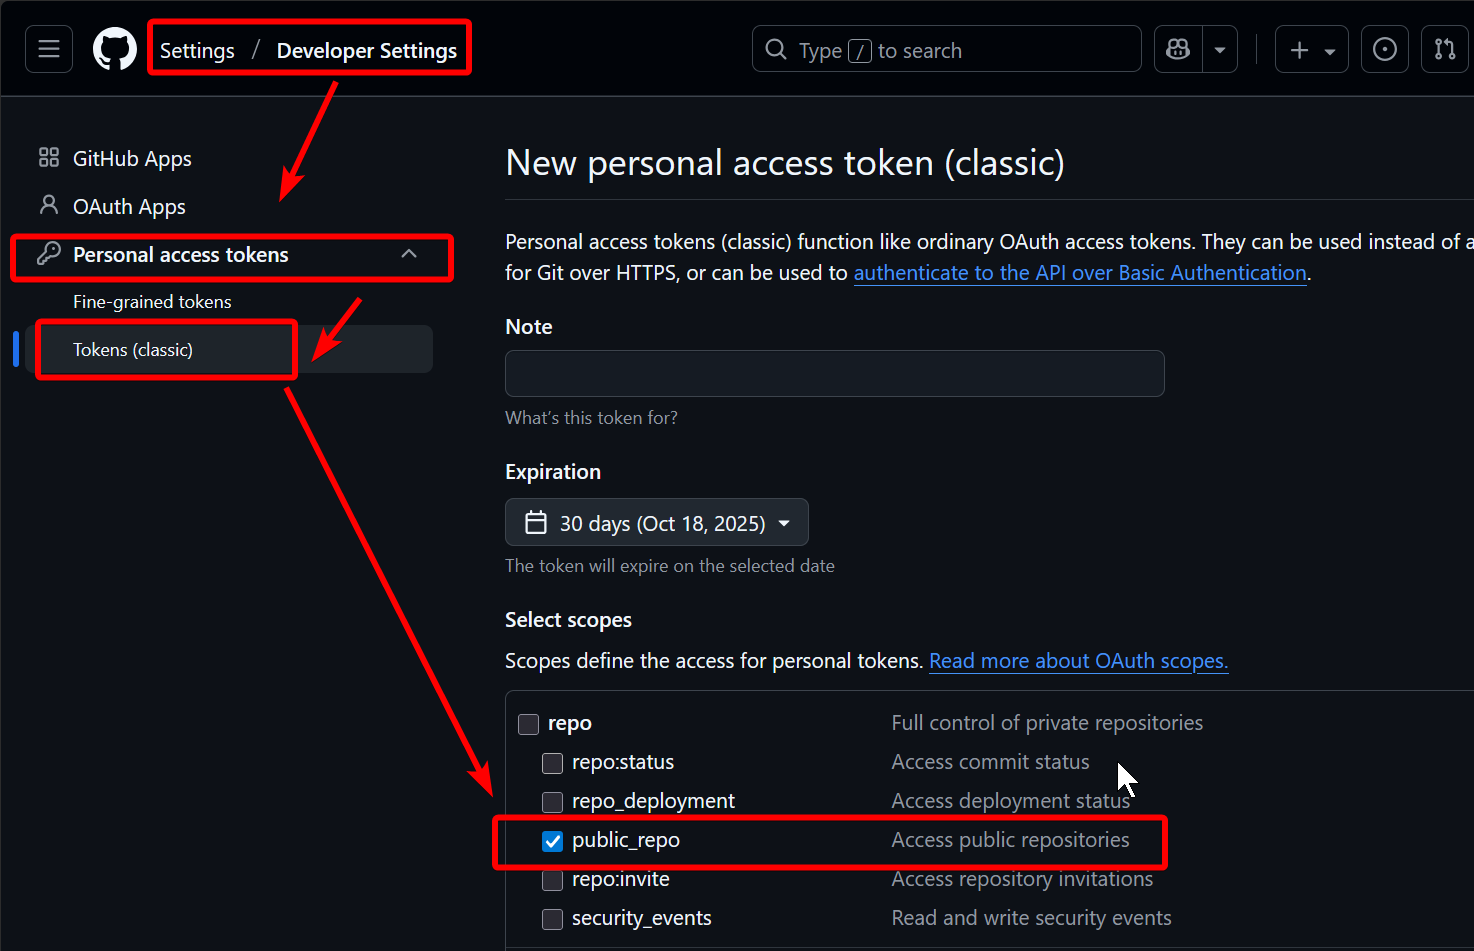 Settings / Developer Settings
Type / to search
GitHub Apps
OAuth Apps
Personal access tokens
Fine-grained tokens
Tokens (classic)
New personal access token (classic)
Personal access tokens (classic) function like ordinary OAuth access tokens. They can be used instead of a
for Git over HTTPS, or can be used to authenticate to the API over Basic Authentication.
Note
What's this token for?
Expiration
30 days (Oct 18, 2025)
The token will expire on the selected date
Select scopes
Scopes define the access for personal tokens. Read more about OAuth scopes.
repo Full control of private repositories
repo:status Access commit status
repo_deployment Access deployment status
public_repo Access public repositories
repo:invite Access repository invitations
security_events Read and write security events